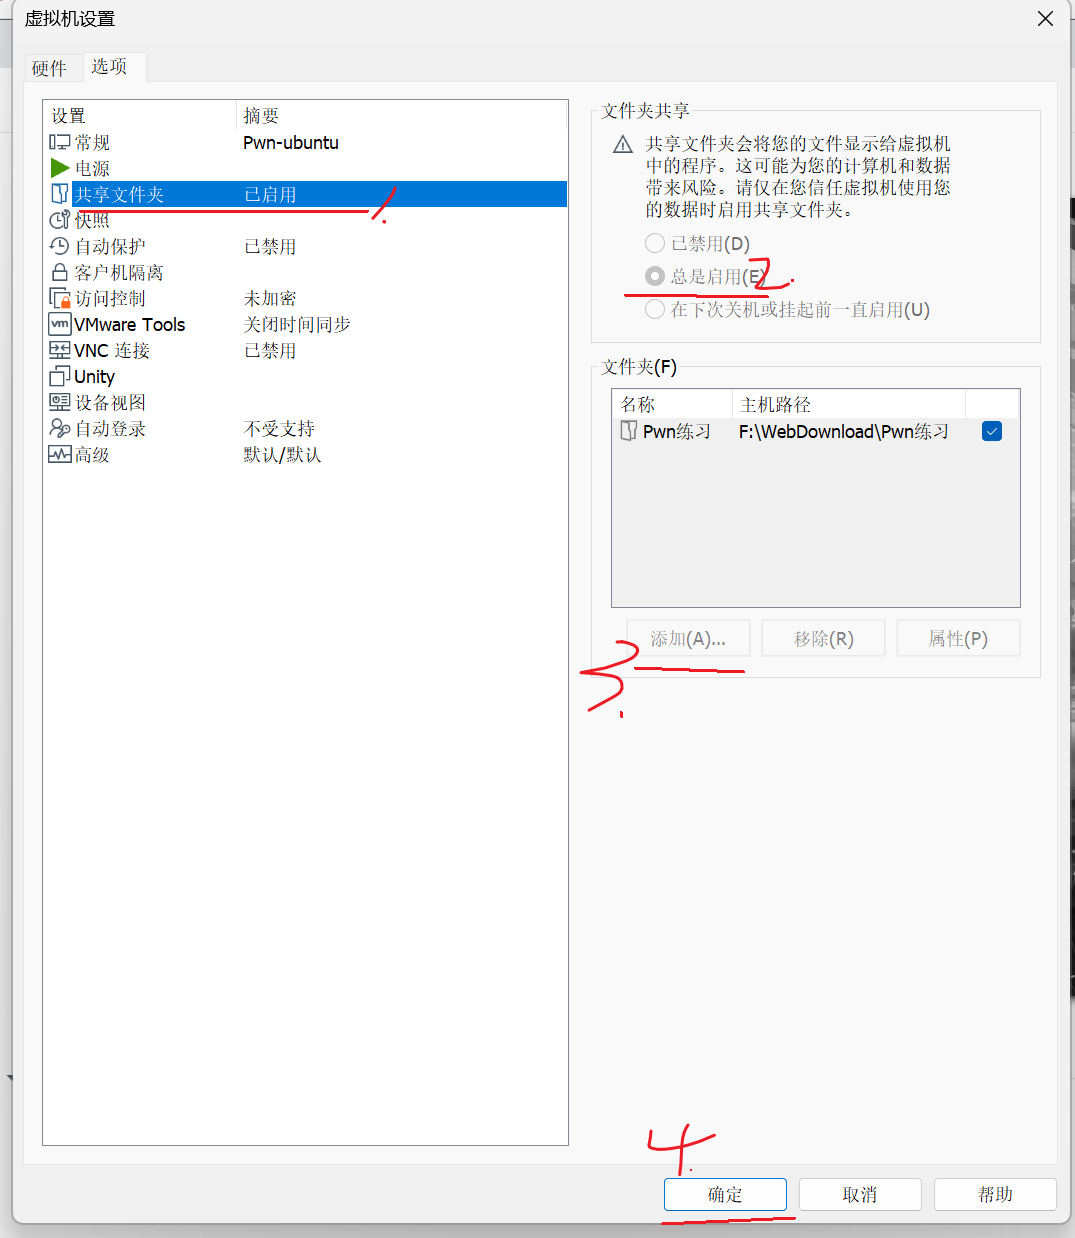 虚拟机设置
硬件 选项
设置 摘要
常规 Pwn-ubuntu
电源
共享文件夹 已启用
1.
快照
自动保护 已禁用
客户机隔离
访问控制 未加密
VMware Tools 关闭时间同步
VNC 连接 已禁用
Unity
设备视图
自动登录 不受支持
高级 默认/默认
文件夹共享
共享文件夹会将您的文件显示给虚拟机
中的程序。这可能为您的计算机和数据
带来风险。请仅在您信任虚拟机使用您
的数据时启用共享文件夹。
已禁用(D)
总是启用(E)
2.
在下次关机或挂起前一直启用(U)
文件夹(F)
名称 主机路径
Pwn练习 F:\WebDownload\Pwn练习
添加(A)... 移除(R) 属性(P)
3.
4.
确定 取消 帮助